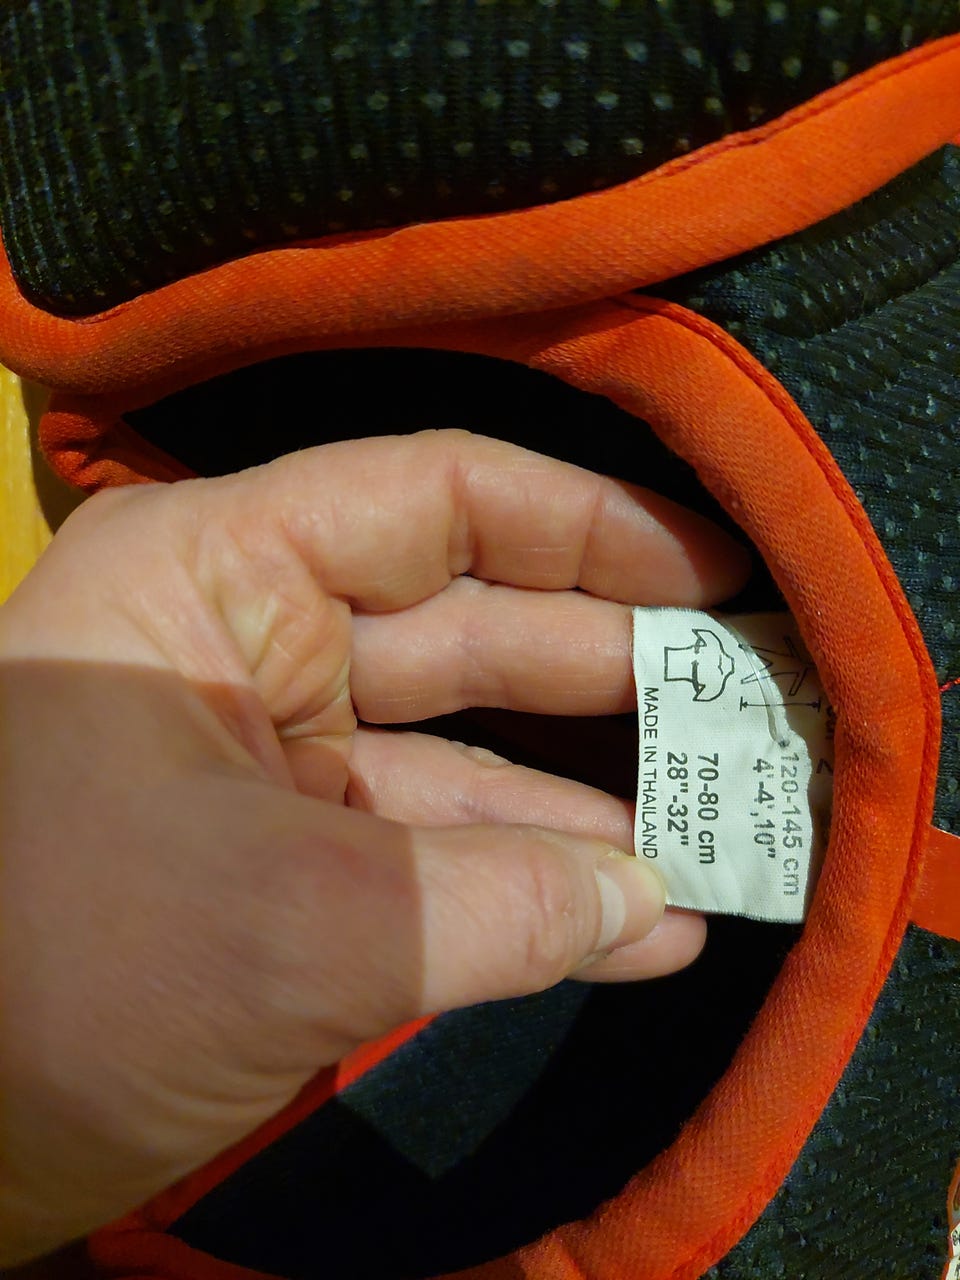 120-145 cm
4'-4',10"
70-80 cm
28"-32"
MADE IN THAILAND